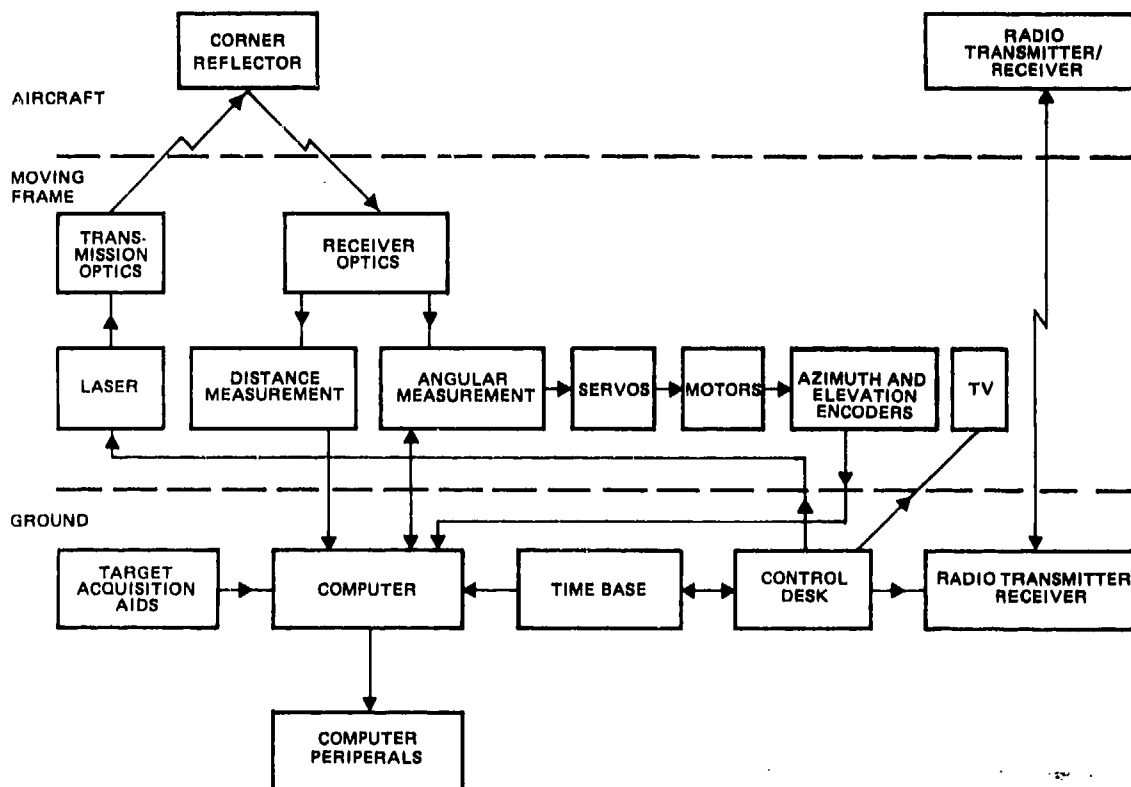 CORNER
REFLECTOR
RADIO
TRANSMITTER/
RECEIVER
AIRCRAFT
MOVING
FRAME
TRANS-
MISSION
OPTICS
RECEIVER
OPTICS
LASER
DISTANCE
MEASUREMENT
ANGULAR
MEASUREMENT
SERVOS
MOTORS
AZIMUTH AND
ELEVATION
ENCODERS
TV
GROUND
TARGET
ACQUISITION
AIDS
COMPUTER
TIME BASE
CONTROL
DESK
RADIO TRANSMITTER/
RECEIVER
COMPUTER
PERIPERALS